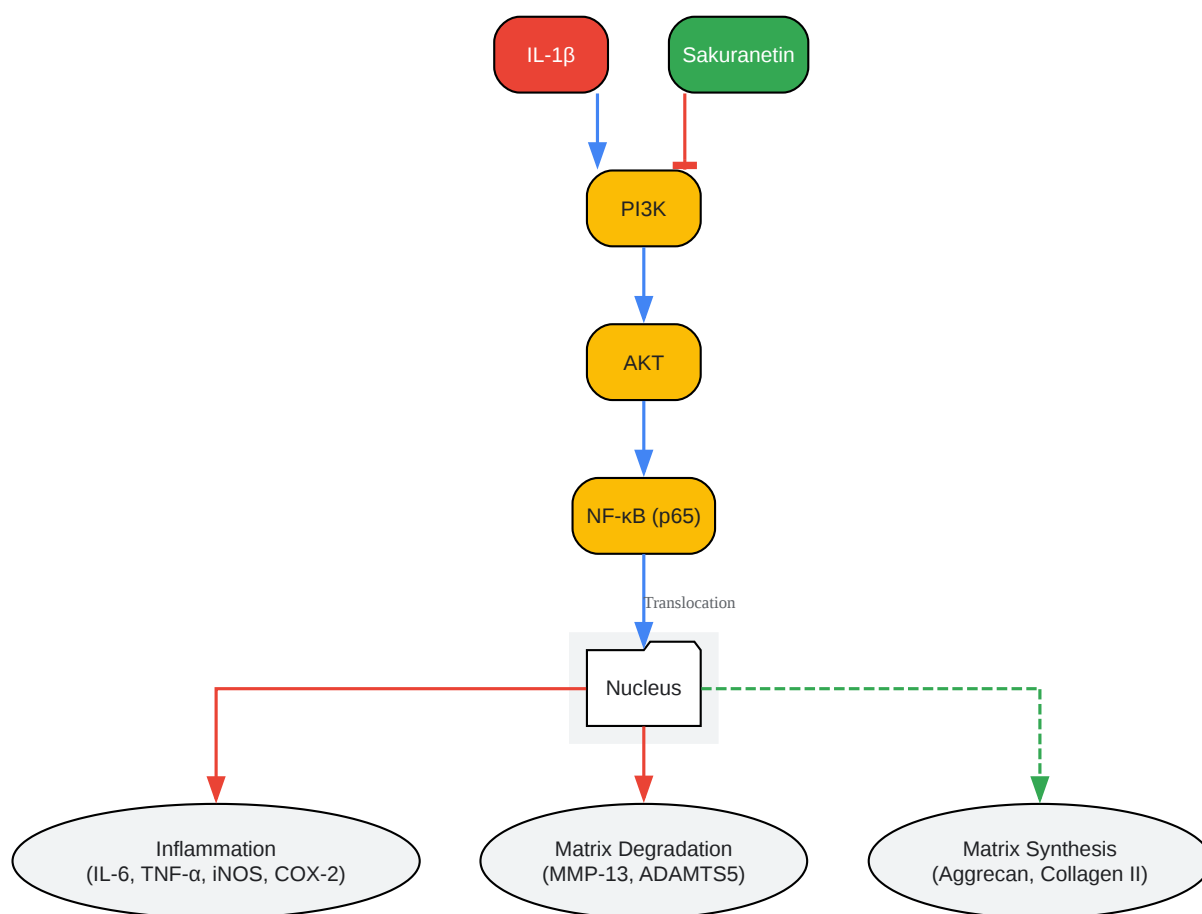 IL-1β
Sakuranetin
PI3K
AKT
NF-κB (p65)
Translocation
Nucleus
Inflammation
(IL-6, TNF-α, iNOS, COX-2)
Matrix Degradation
(MMP-13, ADAMTS5)
Matrix Synthesis
(Aggrecan, Collagen II)